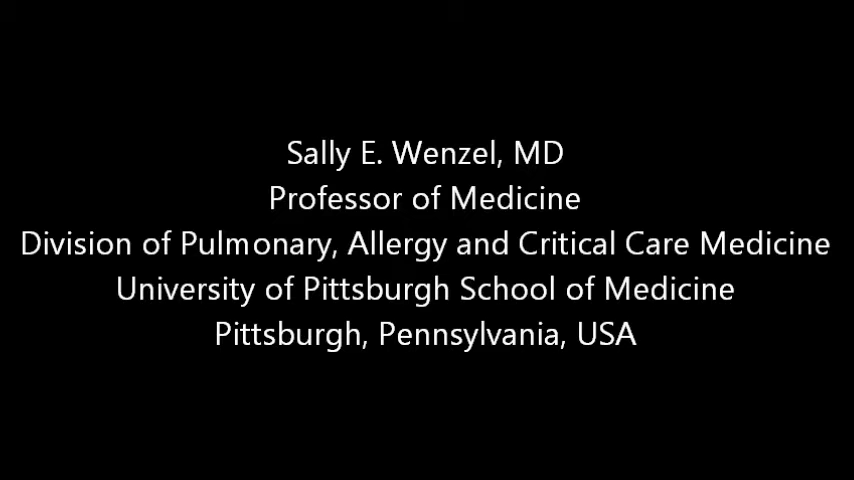 Sally E. Wenzel, MD
Professor of Medicine
Division of Pulmonary, Allergy and Critical Care Medicine
University of Pittsburgh School of Medicine
Pittsburgh, Pennsylvania, USA